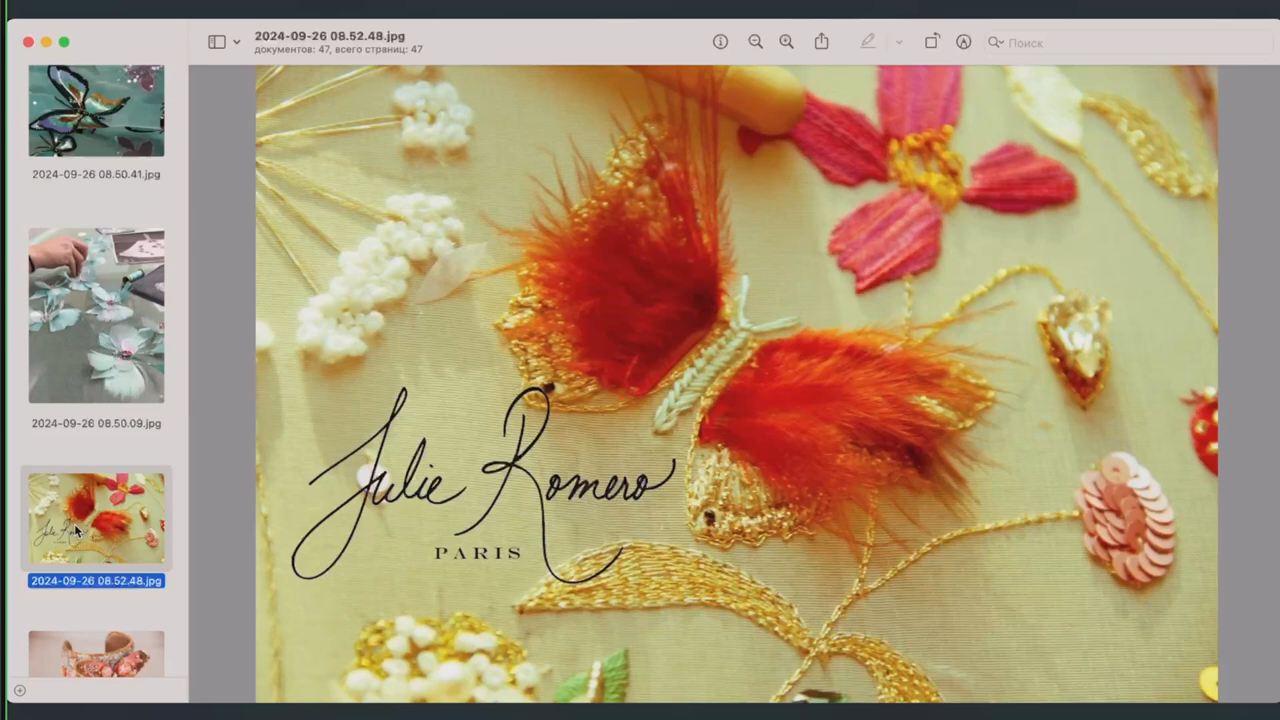 2024-09-26 08.52.48.jpg
документов: 47, всего страниц: 47
Поиск
2024-09-26 08.50.41.jpg
2024-09-26 08.50.09.jpg
2024-09-26 08.52.48.jpg
Julie Romero
PARIS